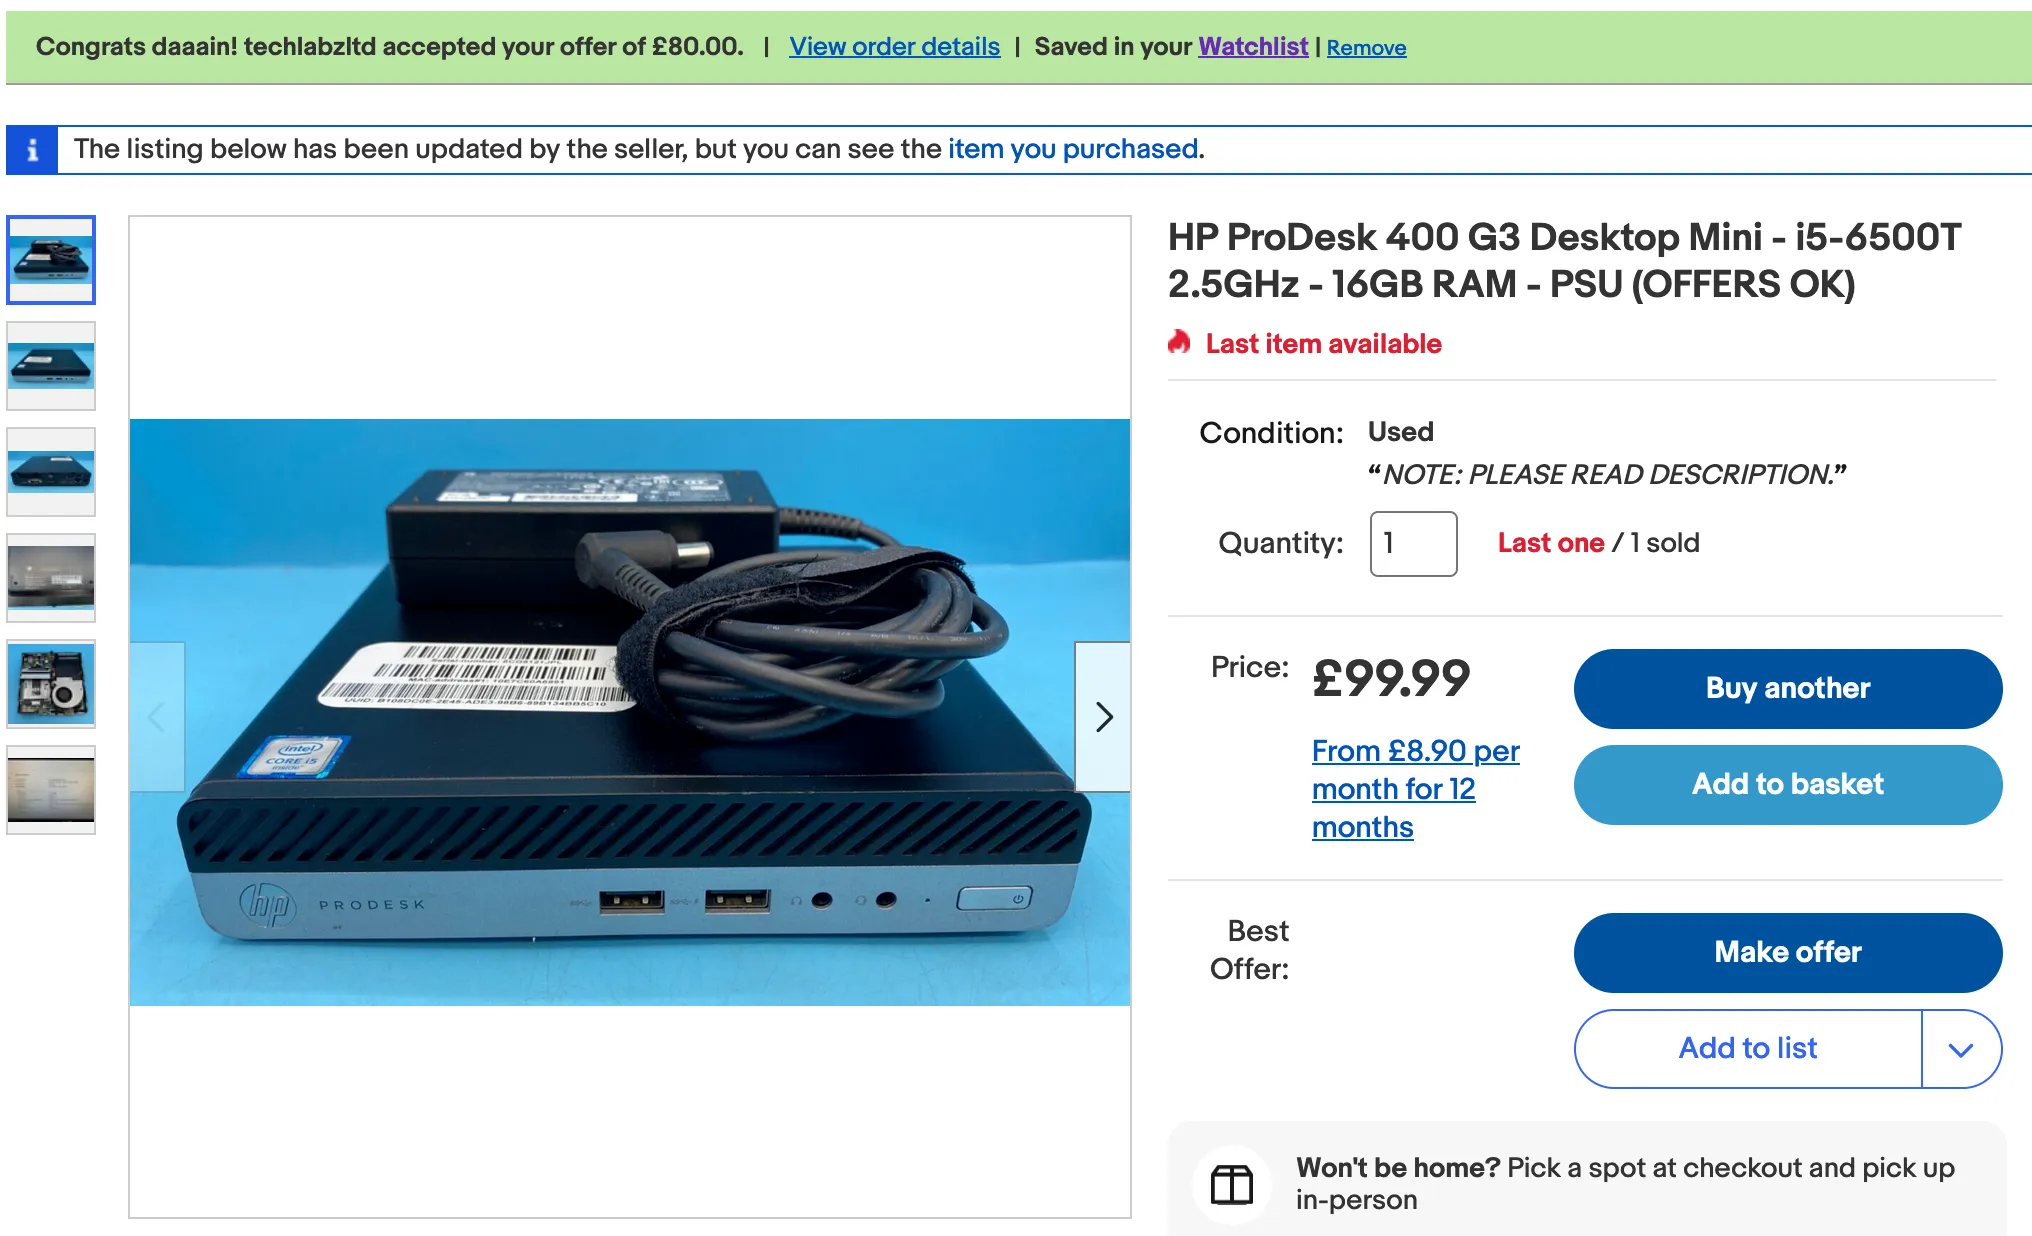 Congrats daaain! techlabzltd accepted your offer of £80.00. | View order details | Saved in your Watchlist | Remove
The listing below has been updated by the seller, but you can see the item you purchased.
HP ProDesk 400 G3 Desktop Mini - i5-6500T
2.5GHz - 16GB RAM - PSU (OFFERS OK)
Last item available
Condition: Used
“NOTE: PLEASE READ DESCRIPTION.”
Quantity: 1 Last one / 1 sold
Price: £99.99
Buy another
From £8.90 per
month for 12
months
Add to basket
Best
Offer:
Make offer
Add to list
Won't be home? Pick a spot at checkout and pick up
in-person
intel
CORE i5
inside
hp PRODESK